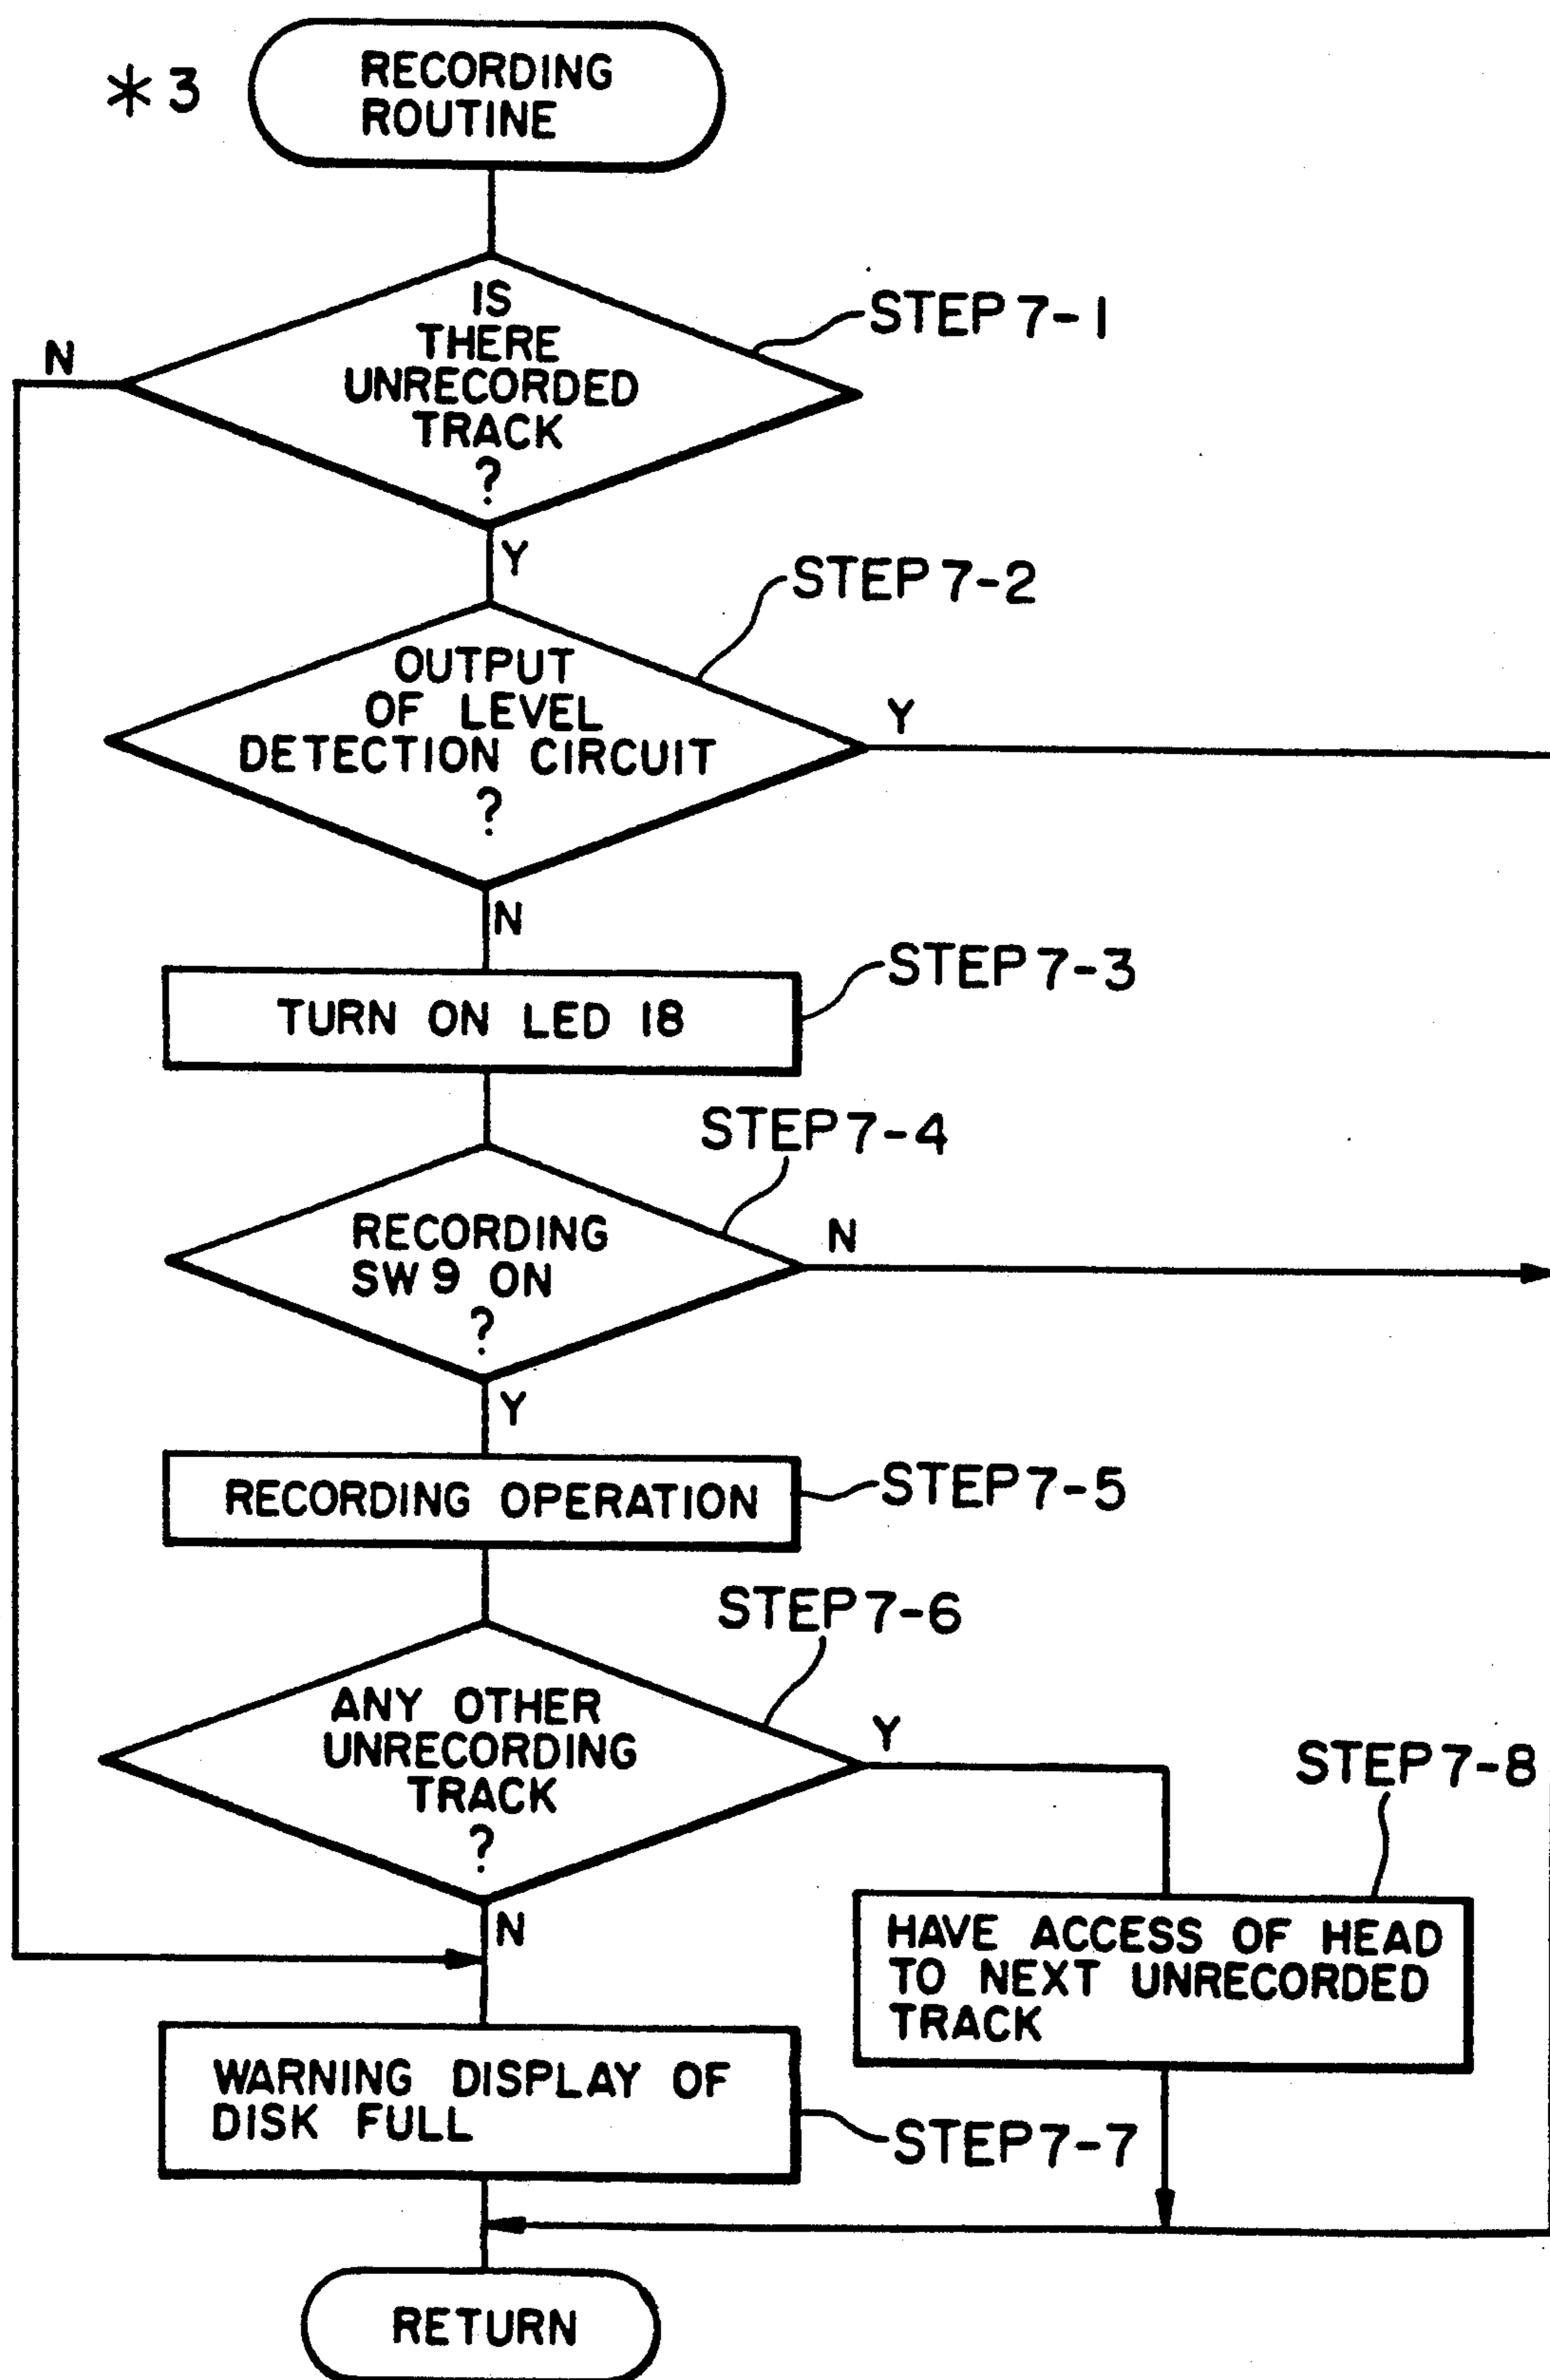 *3
RECORDING
ROUTINE
IS
THERE
UNRECORDED
TRACK
?
STEP 7-1
N
Y
STEP 7-2
OUTPUT
OF LEVEL
DETECTION CIRCUIT
?
Y
N
STEP 7-3
TURN ON LED 18
STEP 7-4
RECORDING
SW 9 ON
?
N
Y
RECORDING OPERATION
STEP 7-5
STEP 7-6
ANY OTHER
UNRECORDING
TRACK
?
Y
STEP 7-8
N
HAVE ACCESS OF HEAD
TO NEXT UNRECORDED
TRACK
WARNING DISPLAY OF
DISK FULL
STEP 7-7
RETURN